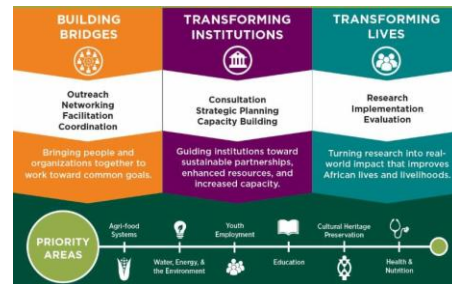 BUILDING
BRIDGES
Outreach
Networking
Facilitation
Coordination
Bringing people and
organizations together to
work toward common goals.
TRANSFORMING
INSTITUTIONS
Consultation
Strategic Planning
Capacity Building
Guiding institutions toward
sustainable partnerships,
enhanced resources, and
increased capacity.
TRANSFORMING
LIVES
Research
Implementation
Evaluation
Turning research into real-
world impact that improves
African lives and livelihoods.
PRIORITY
AREAS
Agri-food
Systems
Water, Energy, &
the Environment
Youth
Employment
Education
Cultural Heritage
Preservation
Health &
Nutrition